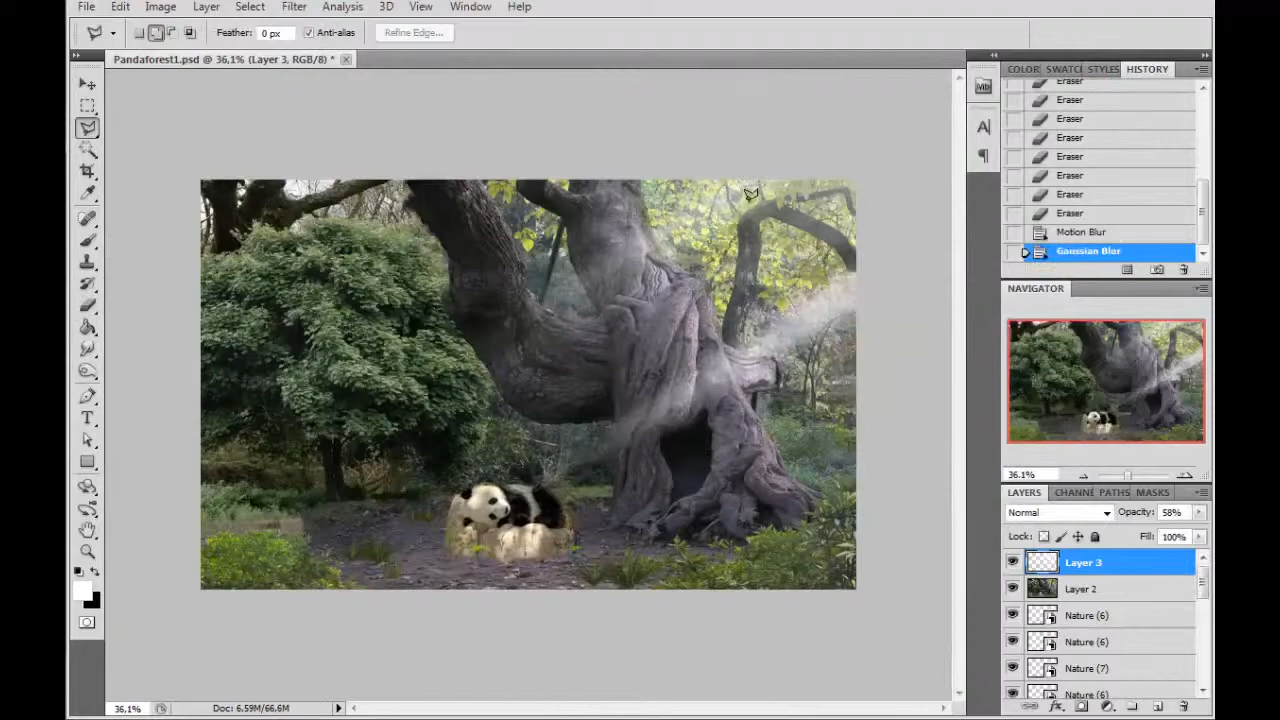 File Edit Image Layer Select Filter Analysis 3D View Window Help
Feather: 0 px Anti-alias Refine Edge...
Pandaforest1.psd @ 36,1% (Layer 3, RGB/8) *
COLOR SWATCI STYLES HISTORY
Eraser
Eraser
Eraser
Eraser
Eraser
Eraser
Eraser
Eraser
Motion Blur
Gaussian Blur
NAVIGATOR
36.1%
LAYERS CHANNE PATHS MASKS
Normal Opacity: 58%
Lock: Fill: 100%
Layer 3
Layer 2
Nature (6)
Nature (6)
Nature (7)
Nature (6)
36,1% Doc: 6.59M/66.6M